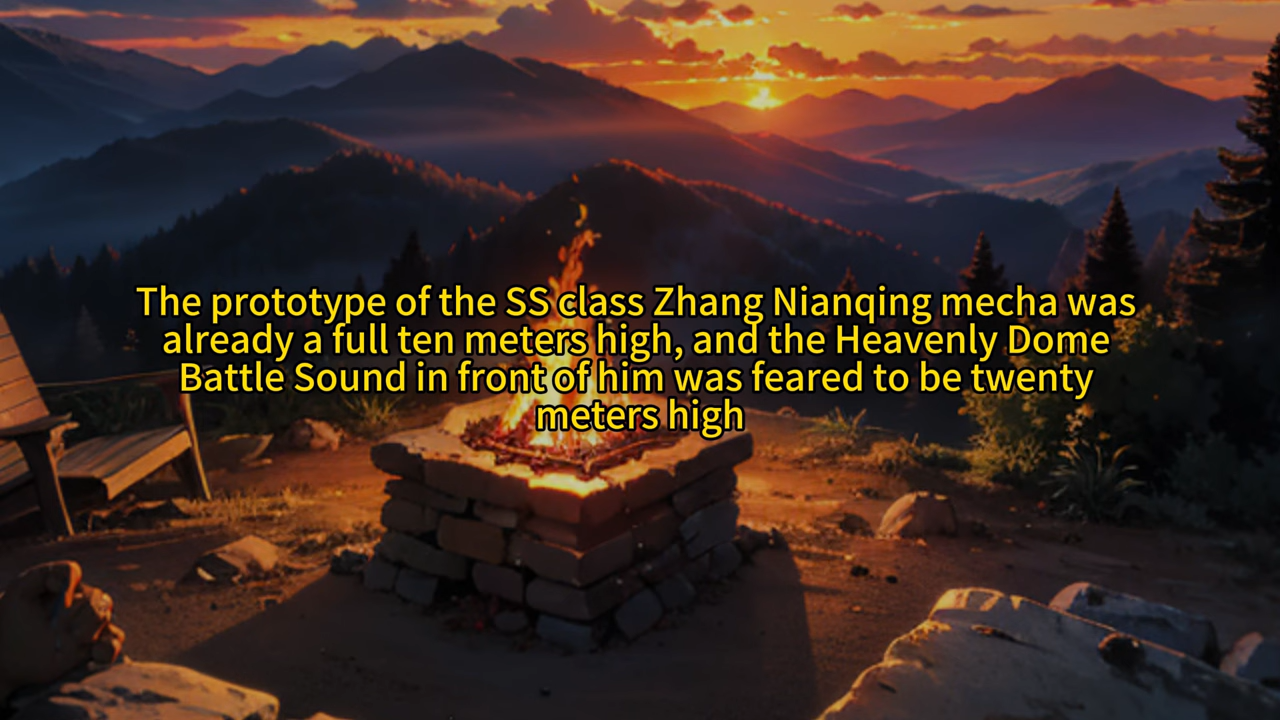 The prototype of the SS class Zhang Nianqing mecha was
already a full ten meters high, and the Heavenly Dome
Battle Sound in front of him was feared to be twenty
meters high